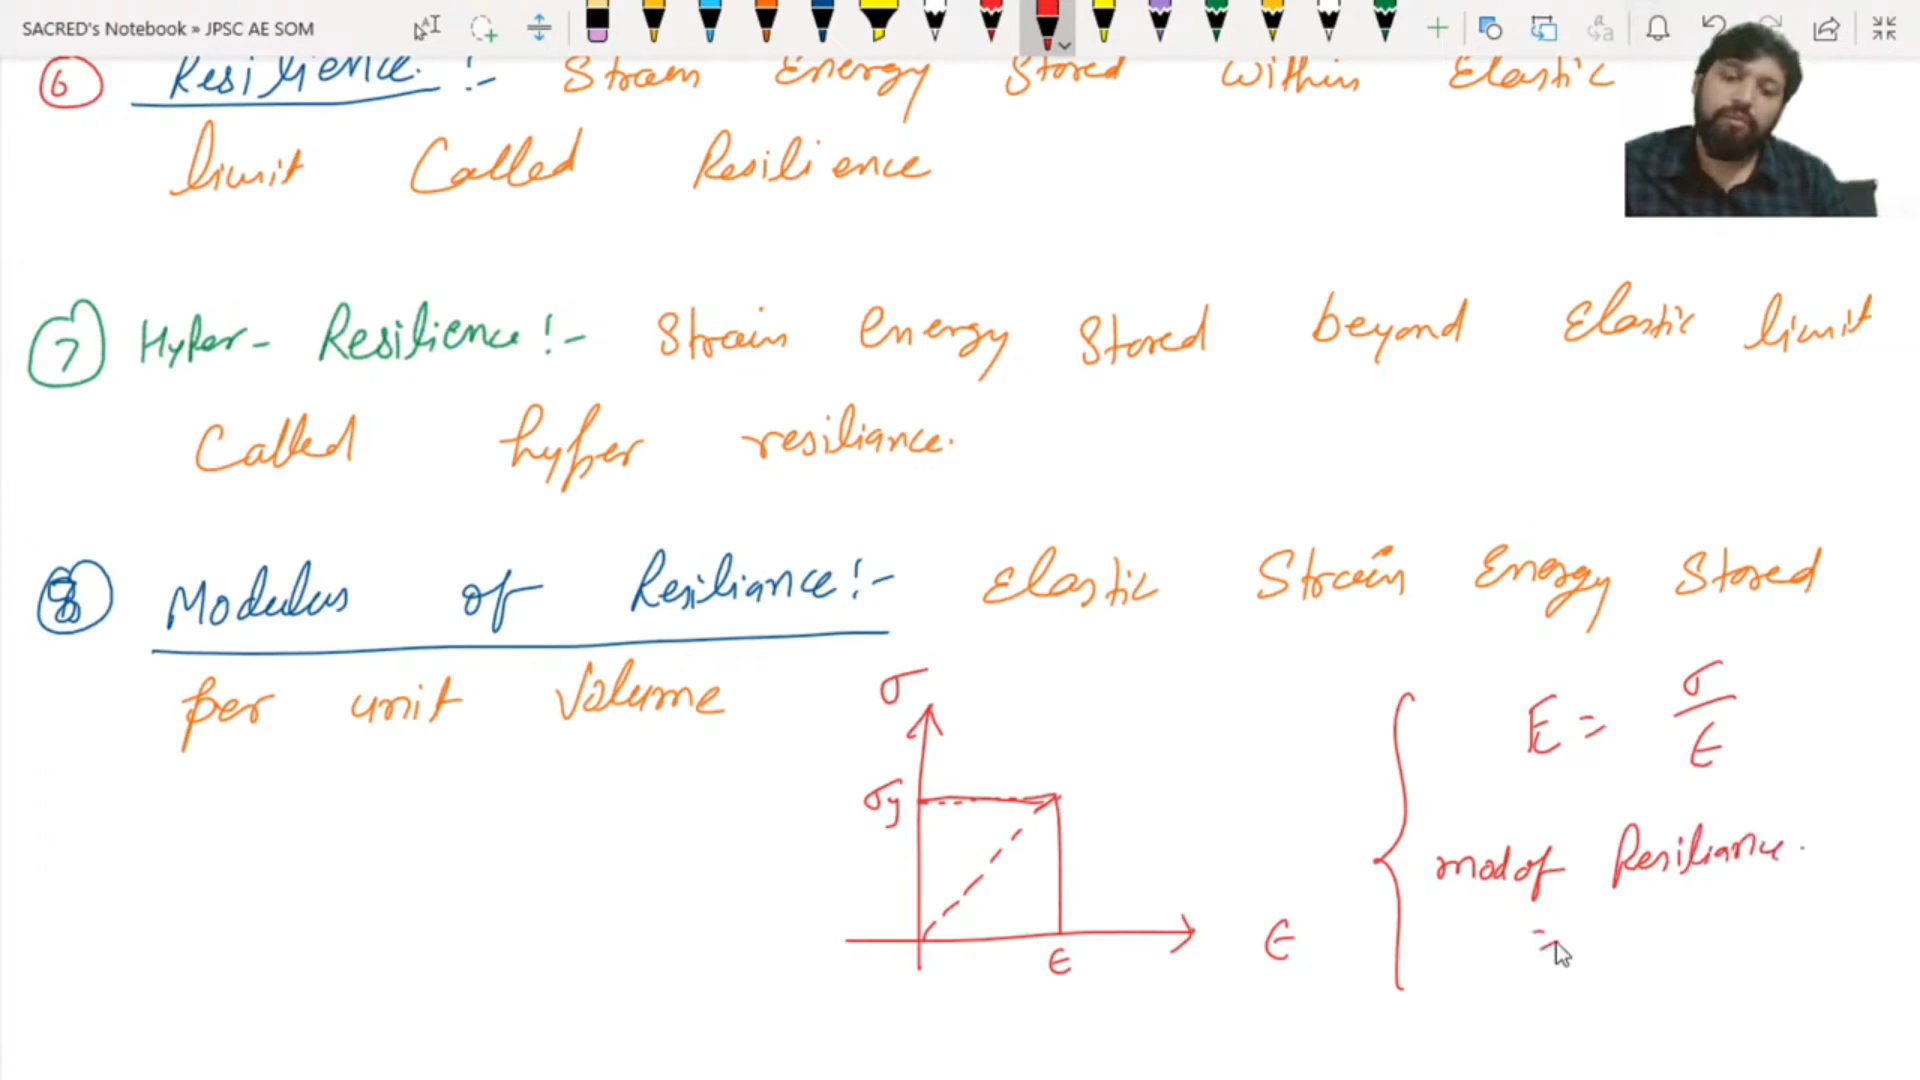 SACRED's Notebook » JPSC AE SOM
6 Resilience :- Strain Energy Stored within Elastic
limit Called Resilience
7 Hyper-Resilience :- Strain energy Stored beyond Elastic limit
Called hyper resiliance.
8 Modulus of Resiliance :- Elastic Strain Energy Stored
per unit Volume
σ
E = σ/ε
σy
mod of Resiliance.
ε
ε
=